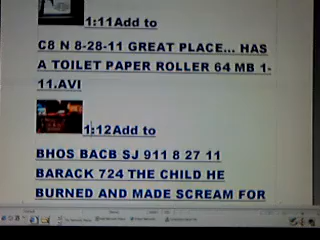 1:11Add to
C8 N 8-28-11 GREAT PLACE... HAS
A TOILET PAPER ROLLER 64 MB 1-
11.AVI
1:12Add to
BHOS BACB SJ 911 8 27 11
BARACK 724 THE CHILD HE
BURNED AND MADE SCREAM FOR